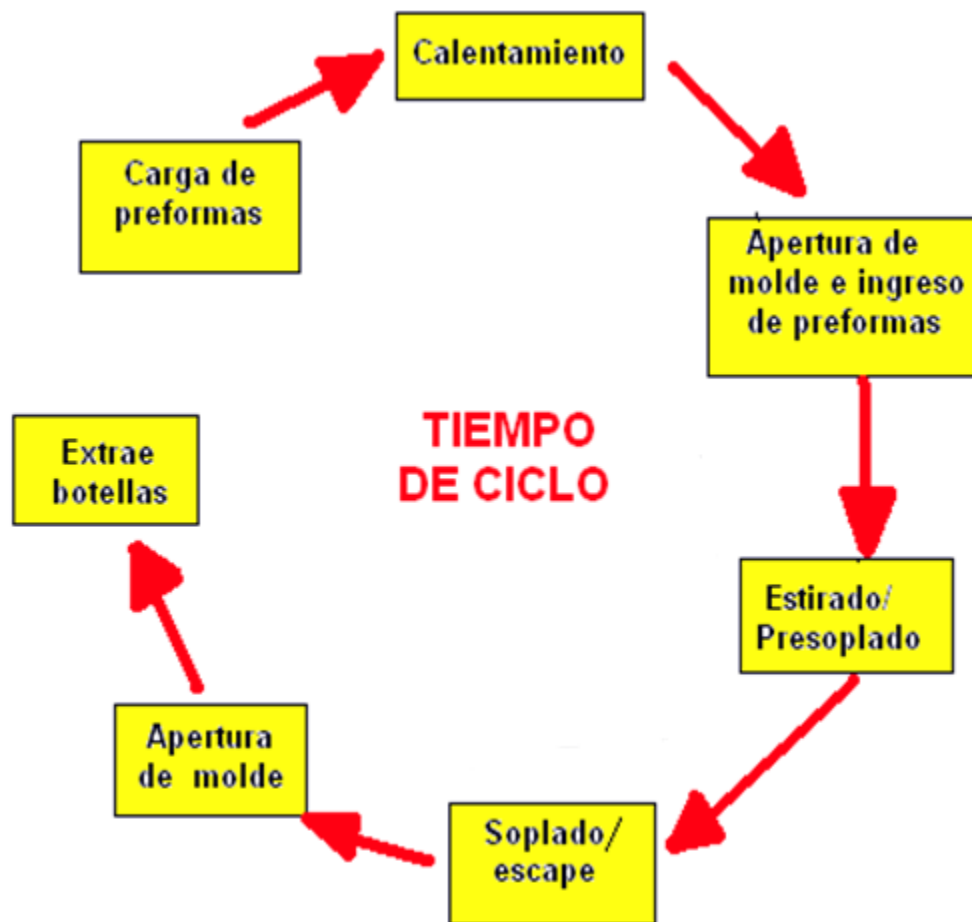 Calentamiento
Carga de
preformas
Apertura de
molde e ingreso
de preformas
TIEMPO
DE CICLO
Extrae
botellas
Estirado/
Presoplado
Apertura
de molde
Soplado/
escape